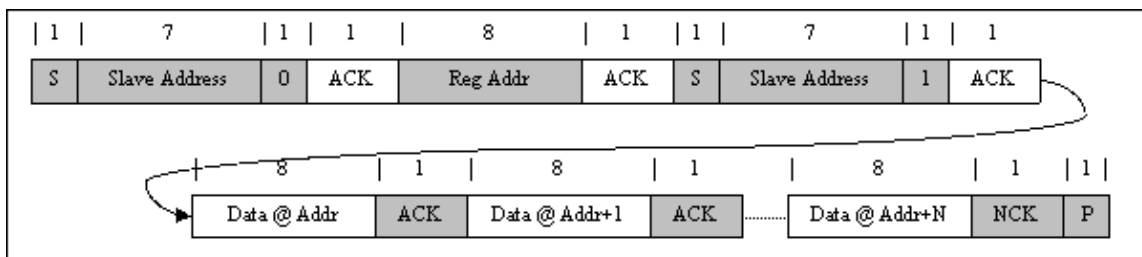 | 1 | 7 | 1 | 1 | 8 | 1 | 1 | 7 | 1 | 1
S Slave Address 0 ACK Reg Addr ACK S Slave Address 1 ACK
| 8 | 1 | 8 | 1 | 8 | 1 | 1 |
Data @ Addr ACK Data @ Addr+1 ACK ........ Data @ Addr+N NCK P